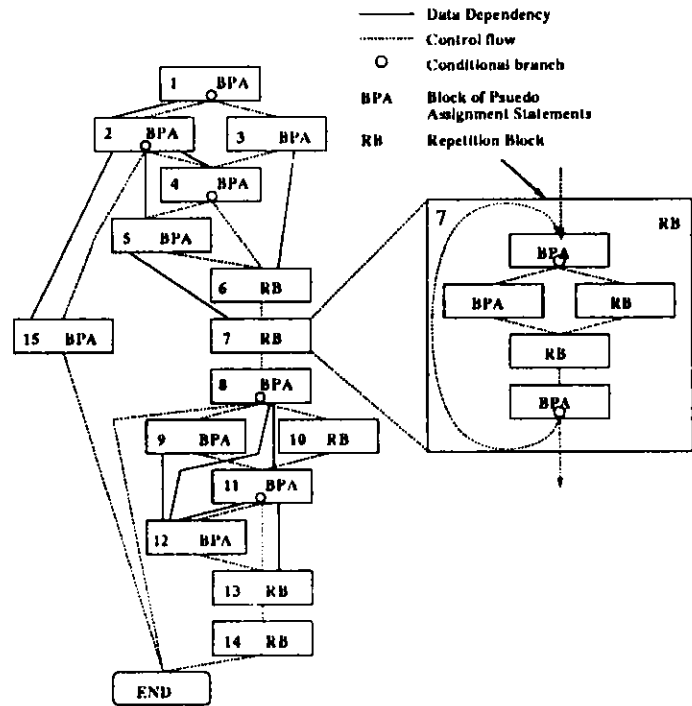 Data Dependency
Control flow
Conditional branch
BPA Block of Psuedo
Assignment Statements
RB Repetition Block
1 BPA
2 BPA
3 BPA
4 BPA
5 BPA
6 RB
7 RB
15 BPA
8 BPA
9 BPA
10 RB
11 BPA
12 BPA
13 RB
14 RB
END
7 RB
BPA
BPA
RB
RB
BPA